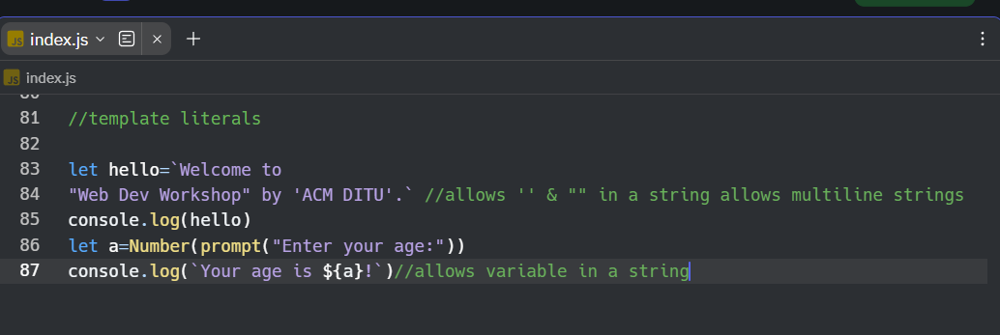 JS index.js
JS index.js
81 //template literals
82
83 let hello=`Welcome to
84 "Web Dev Workshop" by 'ACM DITU'.` //allows '' & "" in a string allows multiline strings
85 console.log(hello)
86 let a=Number(prompt("Enter your age:"))
87 console.log(`Your age is ${a}!`)//allows variable in a string